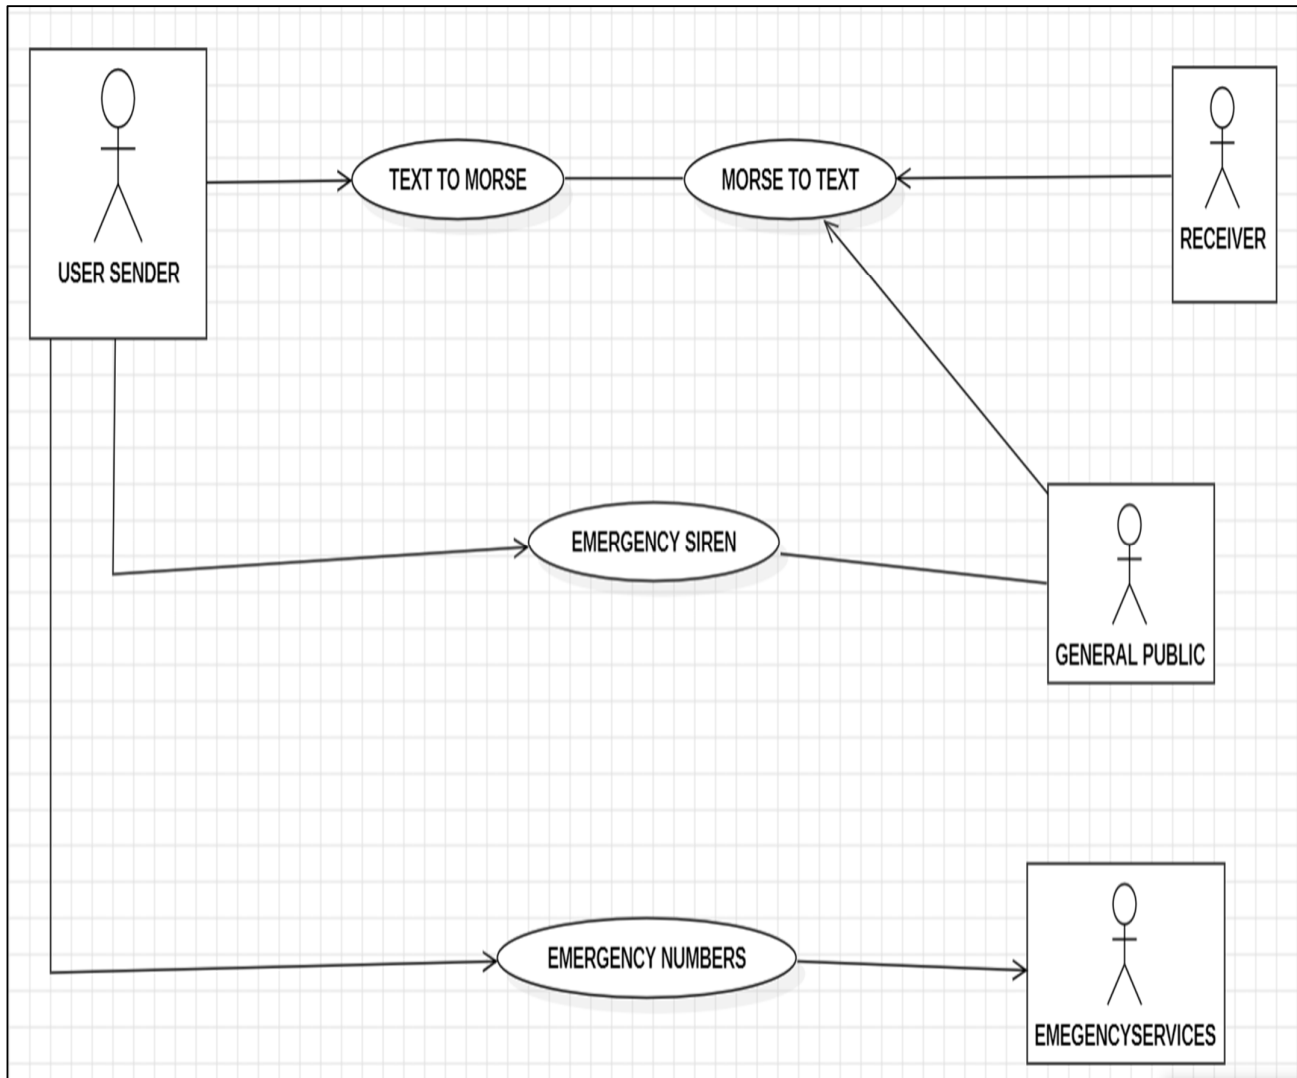 TEXT TO MORSE
MORSE TO TEXT
RECEIVER
USER SENDER
EMERGENCY SIREN
GENERAL PUBLIC
EMERGENCY NUMBERS
EMEGENCYSERVICES